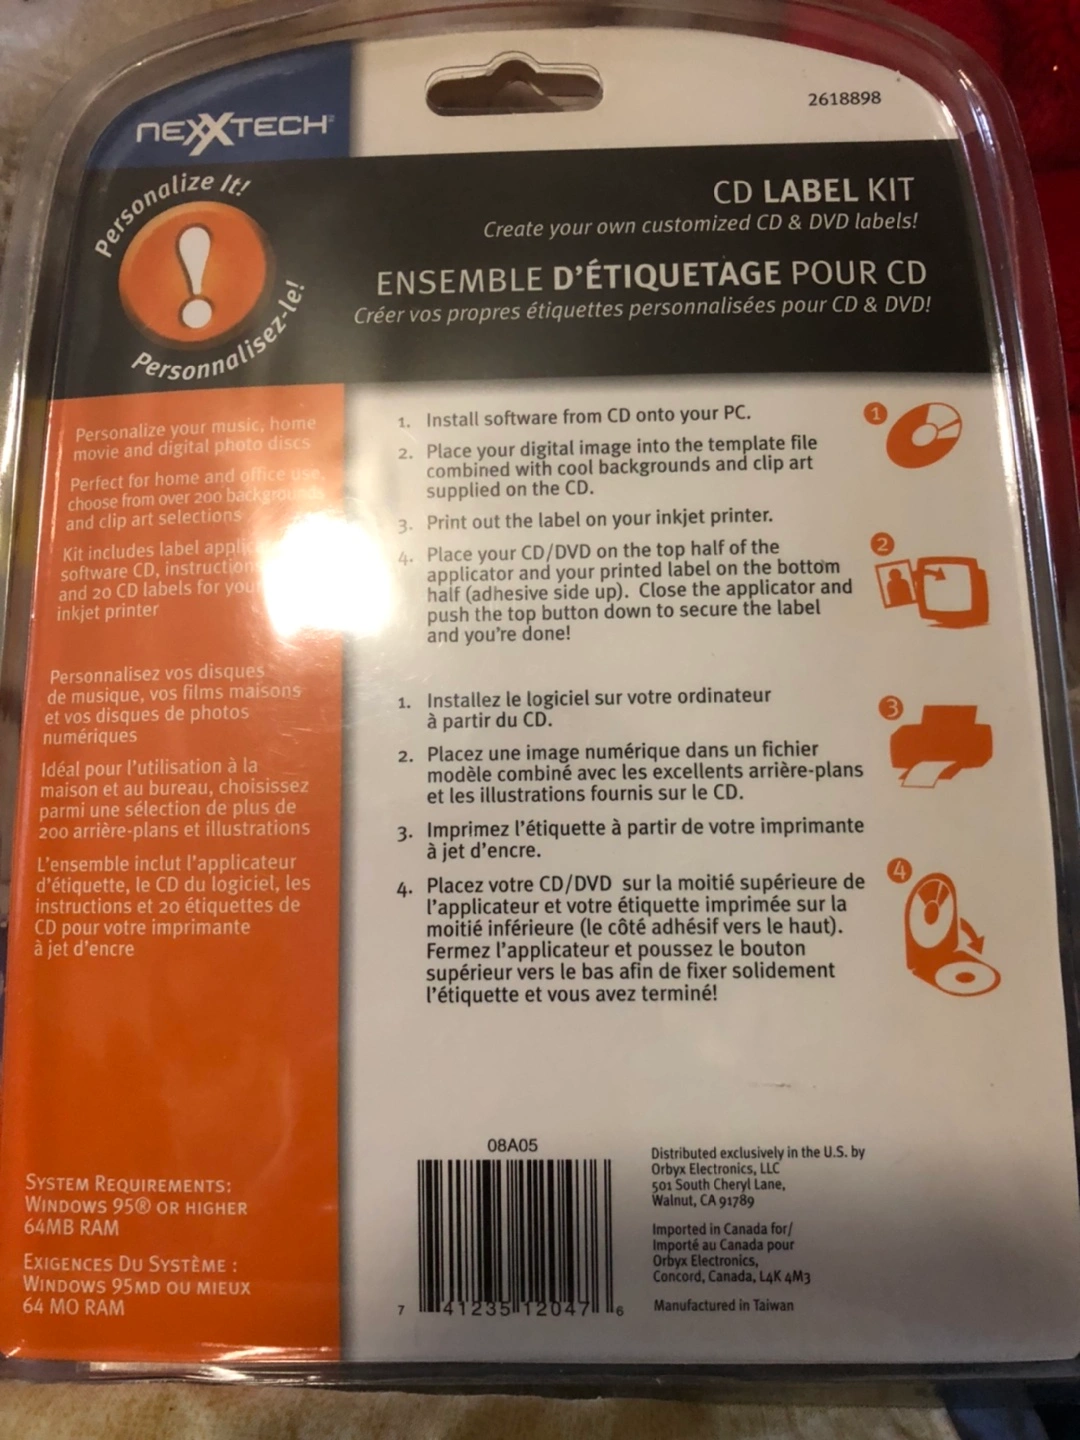 NEXXTECH
2618898
Personalize It!
Personnalisez-le!
CD LABEL KIT
Create your own customized CD & DVD labels!
ENSEMBLE D'ÉTIQUETAGE POUR CD
Créer vos propres étiquettes personnalisées pour CD & DVD!
Personalize your music, home
movie and digital photo discs
Perfect for home and office use,
choose from over 200 backgrounds
and clip art selections
Kit includes label
software CD, instructions
and 20 CD labels for your
inkjet printer
Personnalisez vos disques
de musique, vos films maisons
et vos disques de photos
numériques
Idéal pour l'utilisation à la
maison et au bureau, choisissez
parmi une sélection de plus de
200 arrière-plans et illustrations
L'ensemble inclut l'applicateur
d'étiquette, le CD du logiciel, les
instructions et 20 étiquettes de
CD pour votre imprimante
à jet d'encre
SYSTEM REQUIREMENTS:
WINDOWS 95® OR HIGHER
64MB RAM
EXIGENCES DU SYSTÈME :
WINDOWS 95MD OU MIEUX
64 MO RAM
1. Install software from CD onto your PC.
2. Place your digital image into the template file
combined with cool backgrounds and clip art
supplied on the CD.
3. Print out the label on your inkjet printer.
4. Place your CD/DVD on the top half of the
applicator and your printed label on the bottom
half (adhesive side up). Close the applicator and
push the top button down to secure the label
and you're done!
1. Installez le logiciel sur votre ordinateur
à partir du CD.
2. Placez une image numérique dans un fichier
modèle combiné avec les excellents arrière-plans
et les illustrations fournis sur le CD.
3. Imprimez l'étiquette à partir de votre imprimante
à jet d'encre.
4. Placez votre CD/DVD sur la moitié supérieure de
l'applicateur et votre étiquette imprimée sur la
moitié inférieure (le côté adhésif vers le haut).
Fermez l'applicateur et poussez le bouton
supérieur vers le bas afin de fixer solidement
l'étiquette et vous avez terminé!
1
2
3
4
08A05
7 41235 12047 6
Distributed exclusively in the U.S. by
Orbyx Electronics, LLC
501 South Cheryl Lane,
Walnut, CA 91789
Imported in Canada for/
Importé au Canada pour
Orbyx Electronics,
Concord, Canada, L4K 4M3
Manufactured in Taiwan